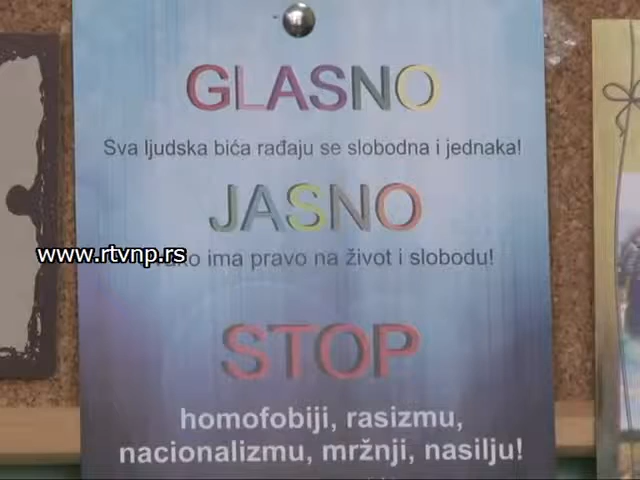 GLASNO
Sva ljudska bića rađaju se slobodna i jednaka!
JASNO
www.rtvnp.rs
ima pravo na život i slobodu!
STOP
homofobiji, rasizmu,
nacionalizmu, mržnji, nasilju!